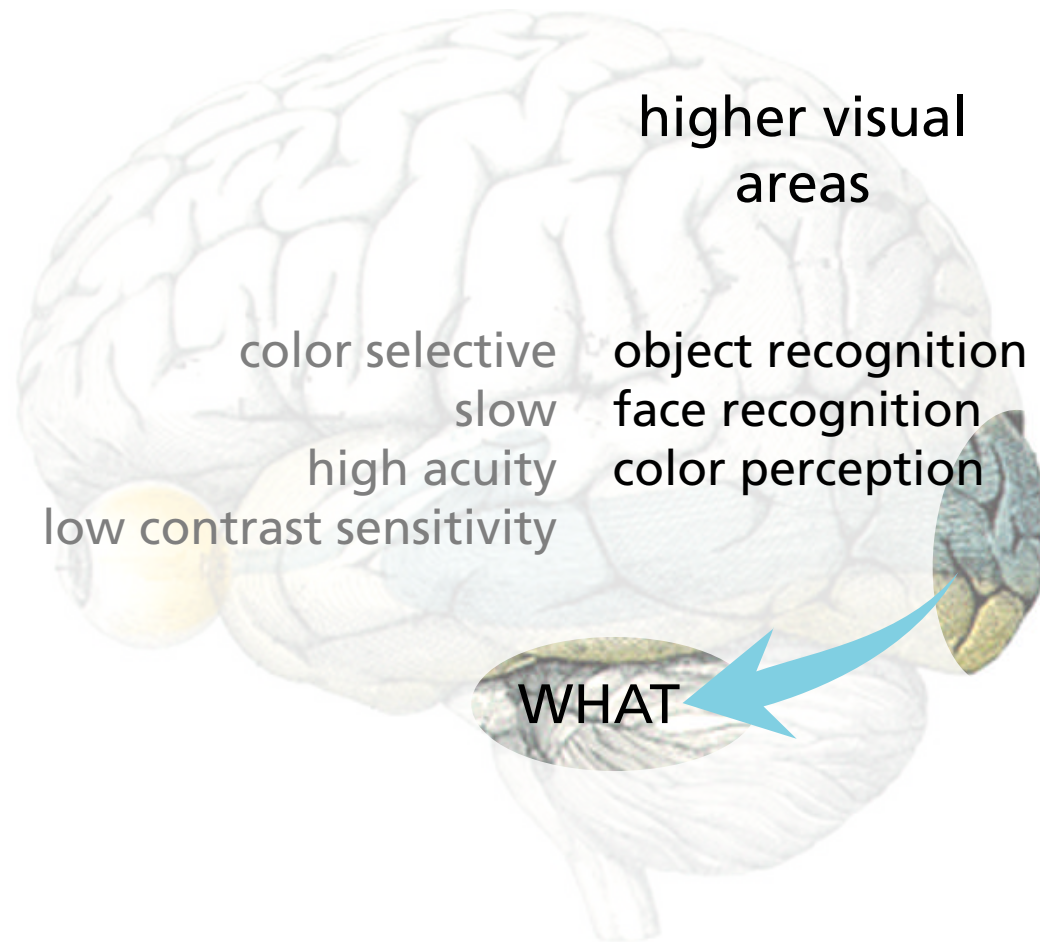 higher visual
areas
color selective
slow
high acuity
low contrast sensitivity
object recognition
face recognition
color perception
WHAT